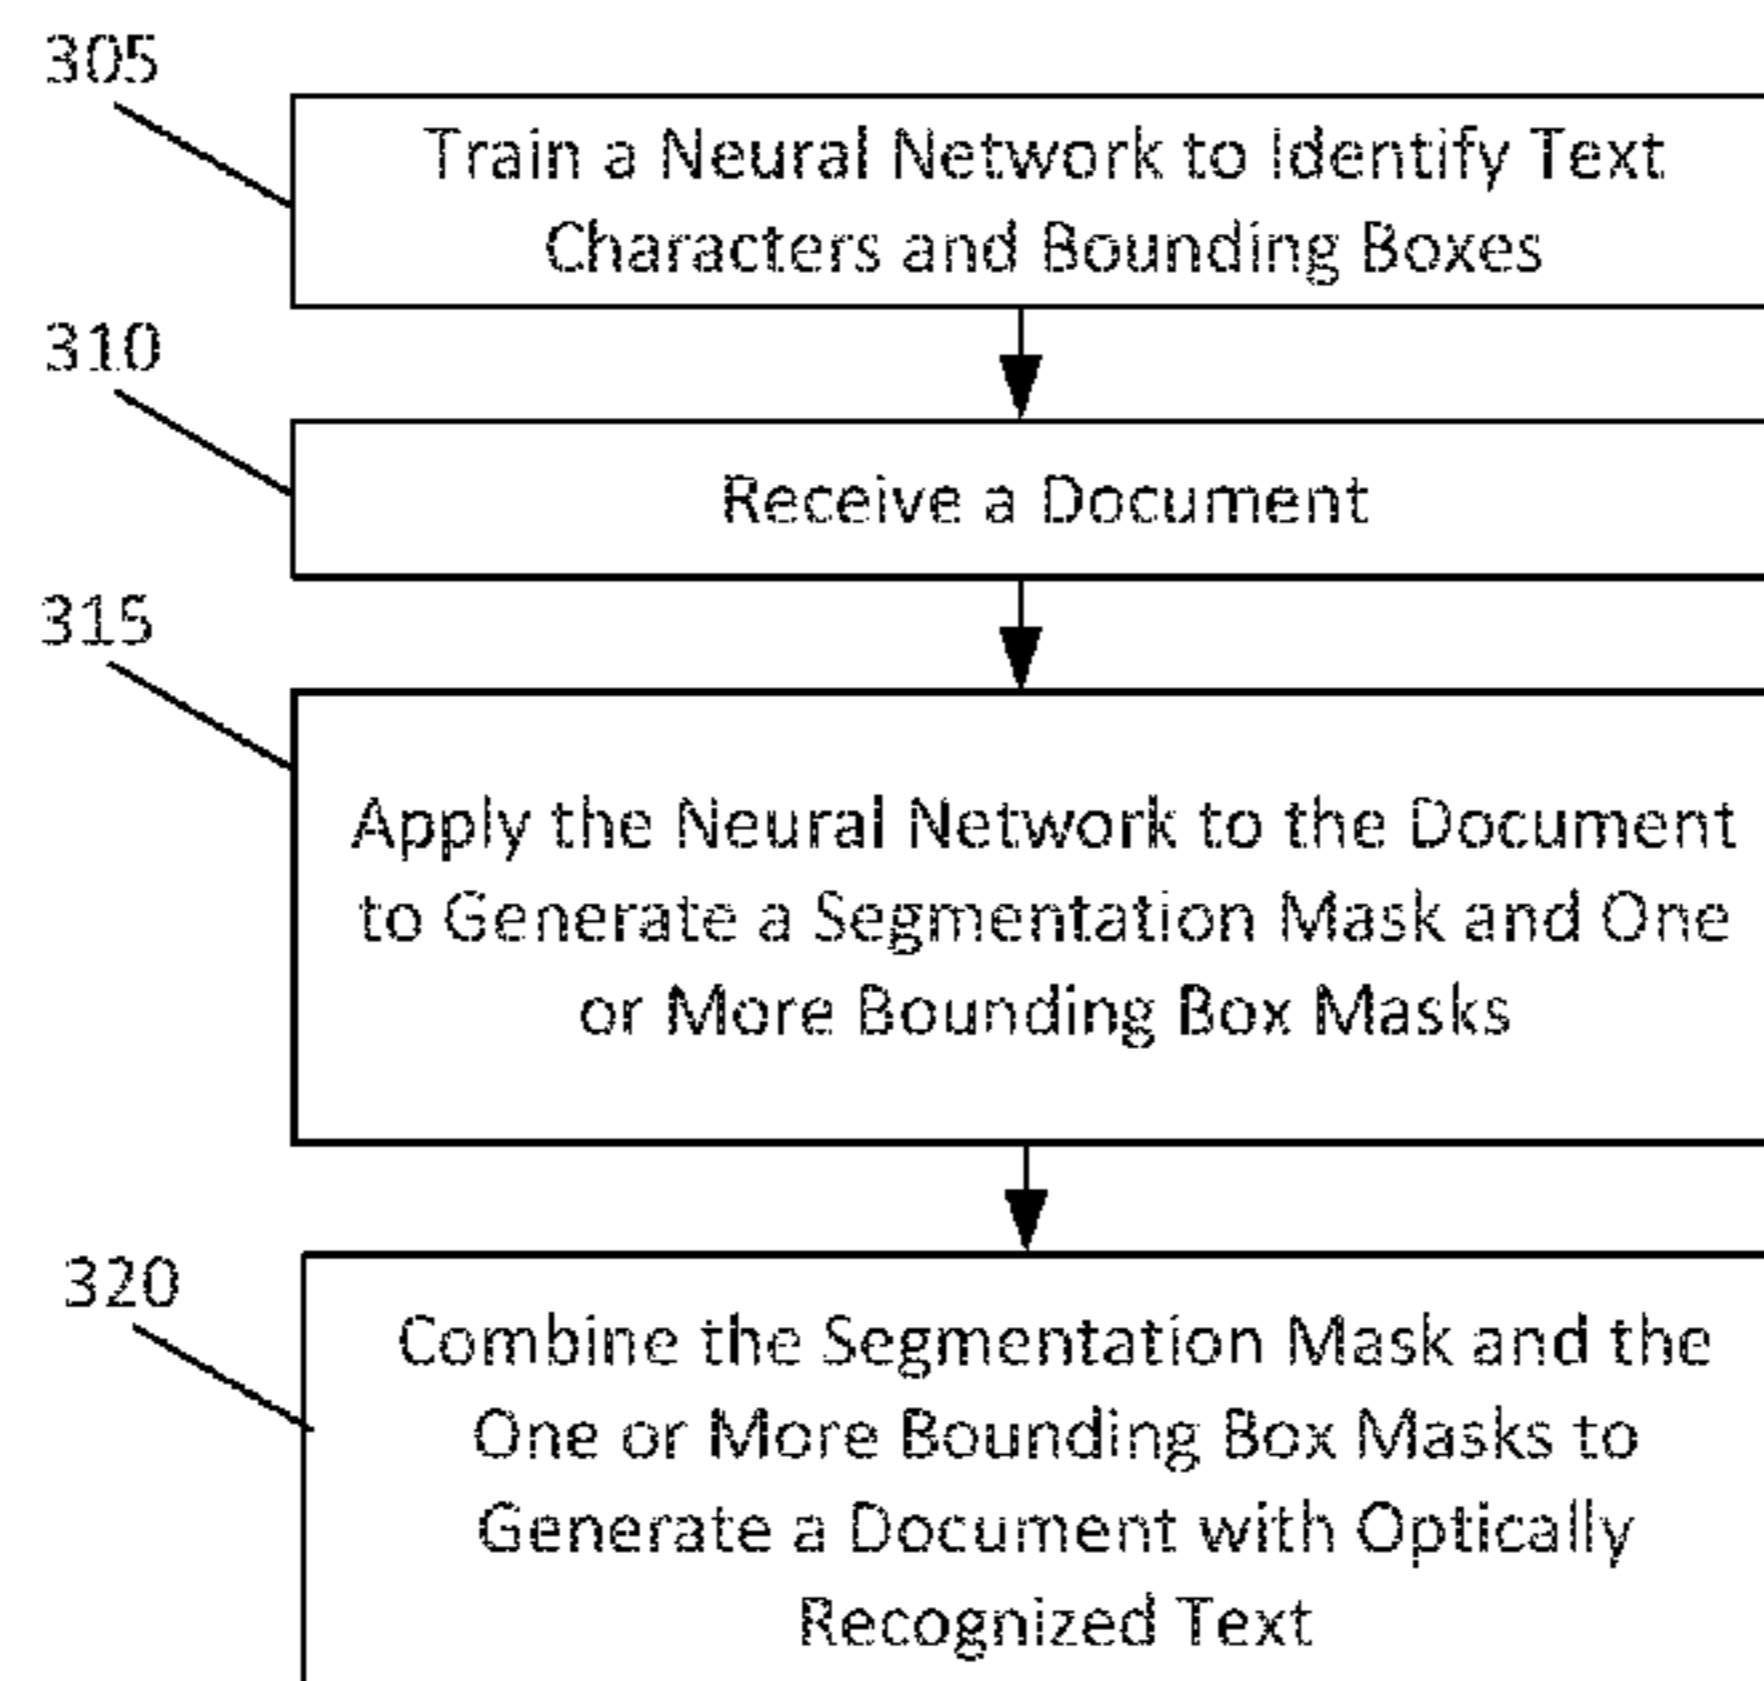 305
Train a Neural Network to Identify Text
Characters and Bounding Boxes
310
Receive a Document
315
Apply the Neural Network to the Document
to Generate a Segmentation Mask and One
or More Bounding Box Masks
320
Combine the Segmentation Mask and the
One or More Bounding Box Masks to
Generate a Document with Optically
Recognized Text